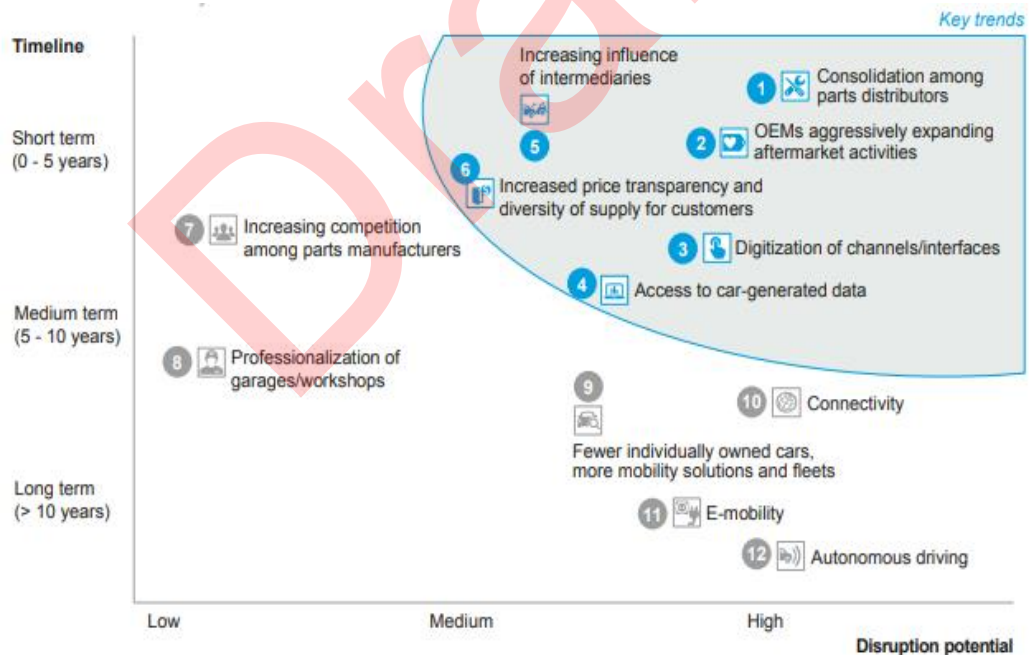 Key trends
Timeline
Increasing influence
of intermediaries
1
Consolidation among
parts distributors
Short term
(0 - 5 years)
2
OEMs aggressively expanding
aftermarket activities
5
6
Increased price transparency and
diversity of supply for customers
7
Increasing competition
among parts manufacturers
3
Digitization of channels/interfaces
4
Access to car-generated data
Medium term
(5 - 10 years)
8
Professionalization of
garages/workshops
9
Fewer individually owned cars,
more mobility solutions and fleets
10
Connectivity
Long term
(> 10 years)
11
E-mobility
12
Autonomous driving
Low
Medium
High
Disruption potential